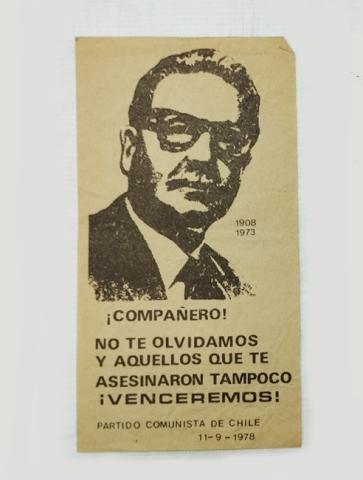 1908
1973
¡COMPAÑERO!
NO TE OLVIDAMOS
Y AQUELLOS QUE TE
ASESINARON TAMPOCO
¡VENCEREMOS!
PARTIDO COMUNISTA DE CHILE
11-9-1978